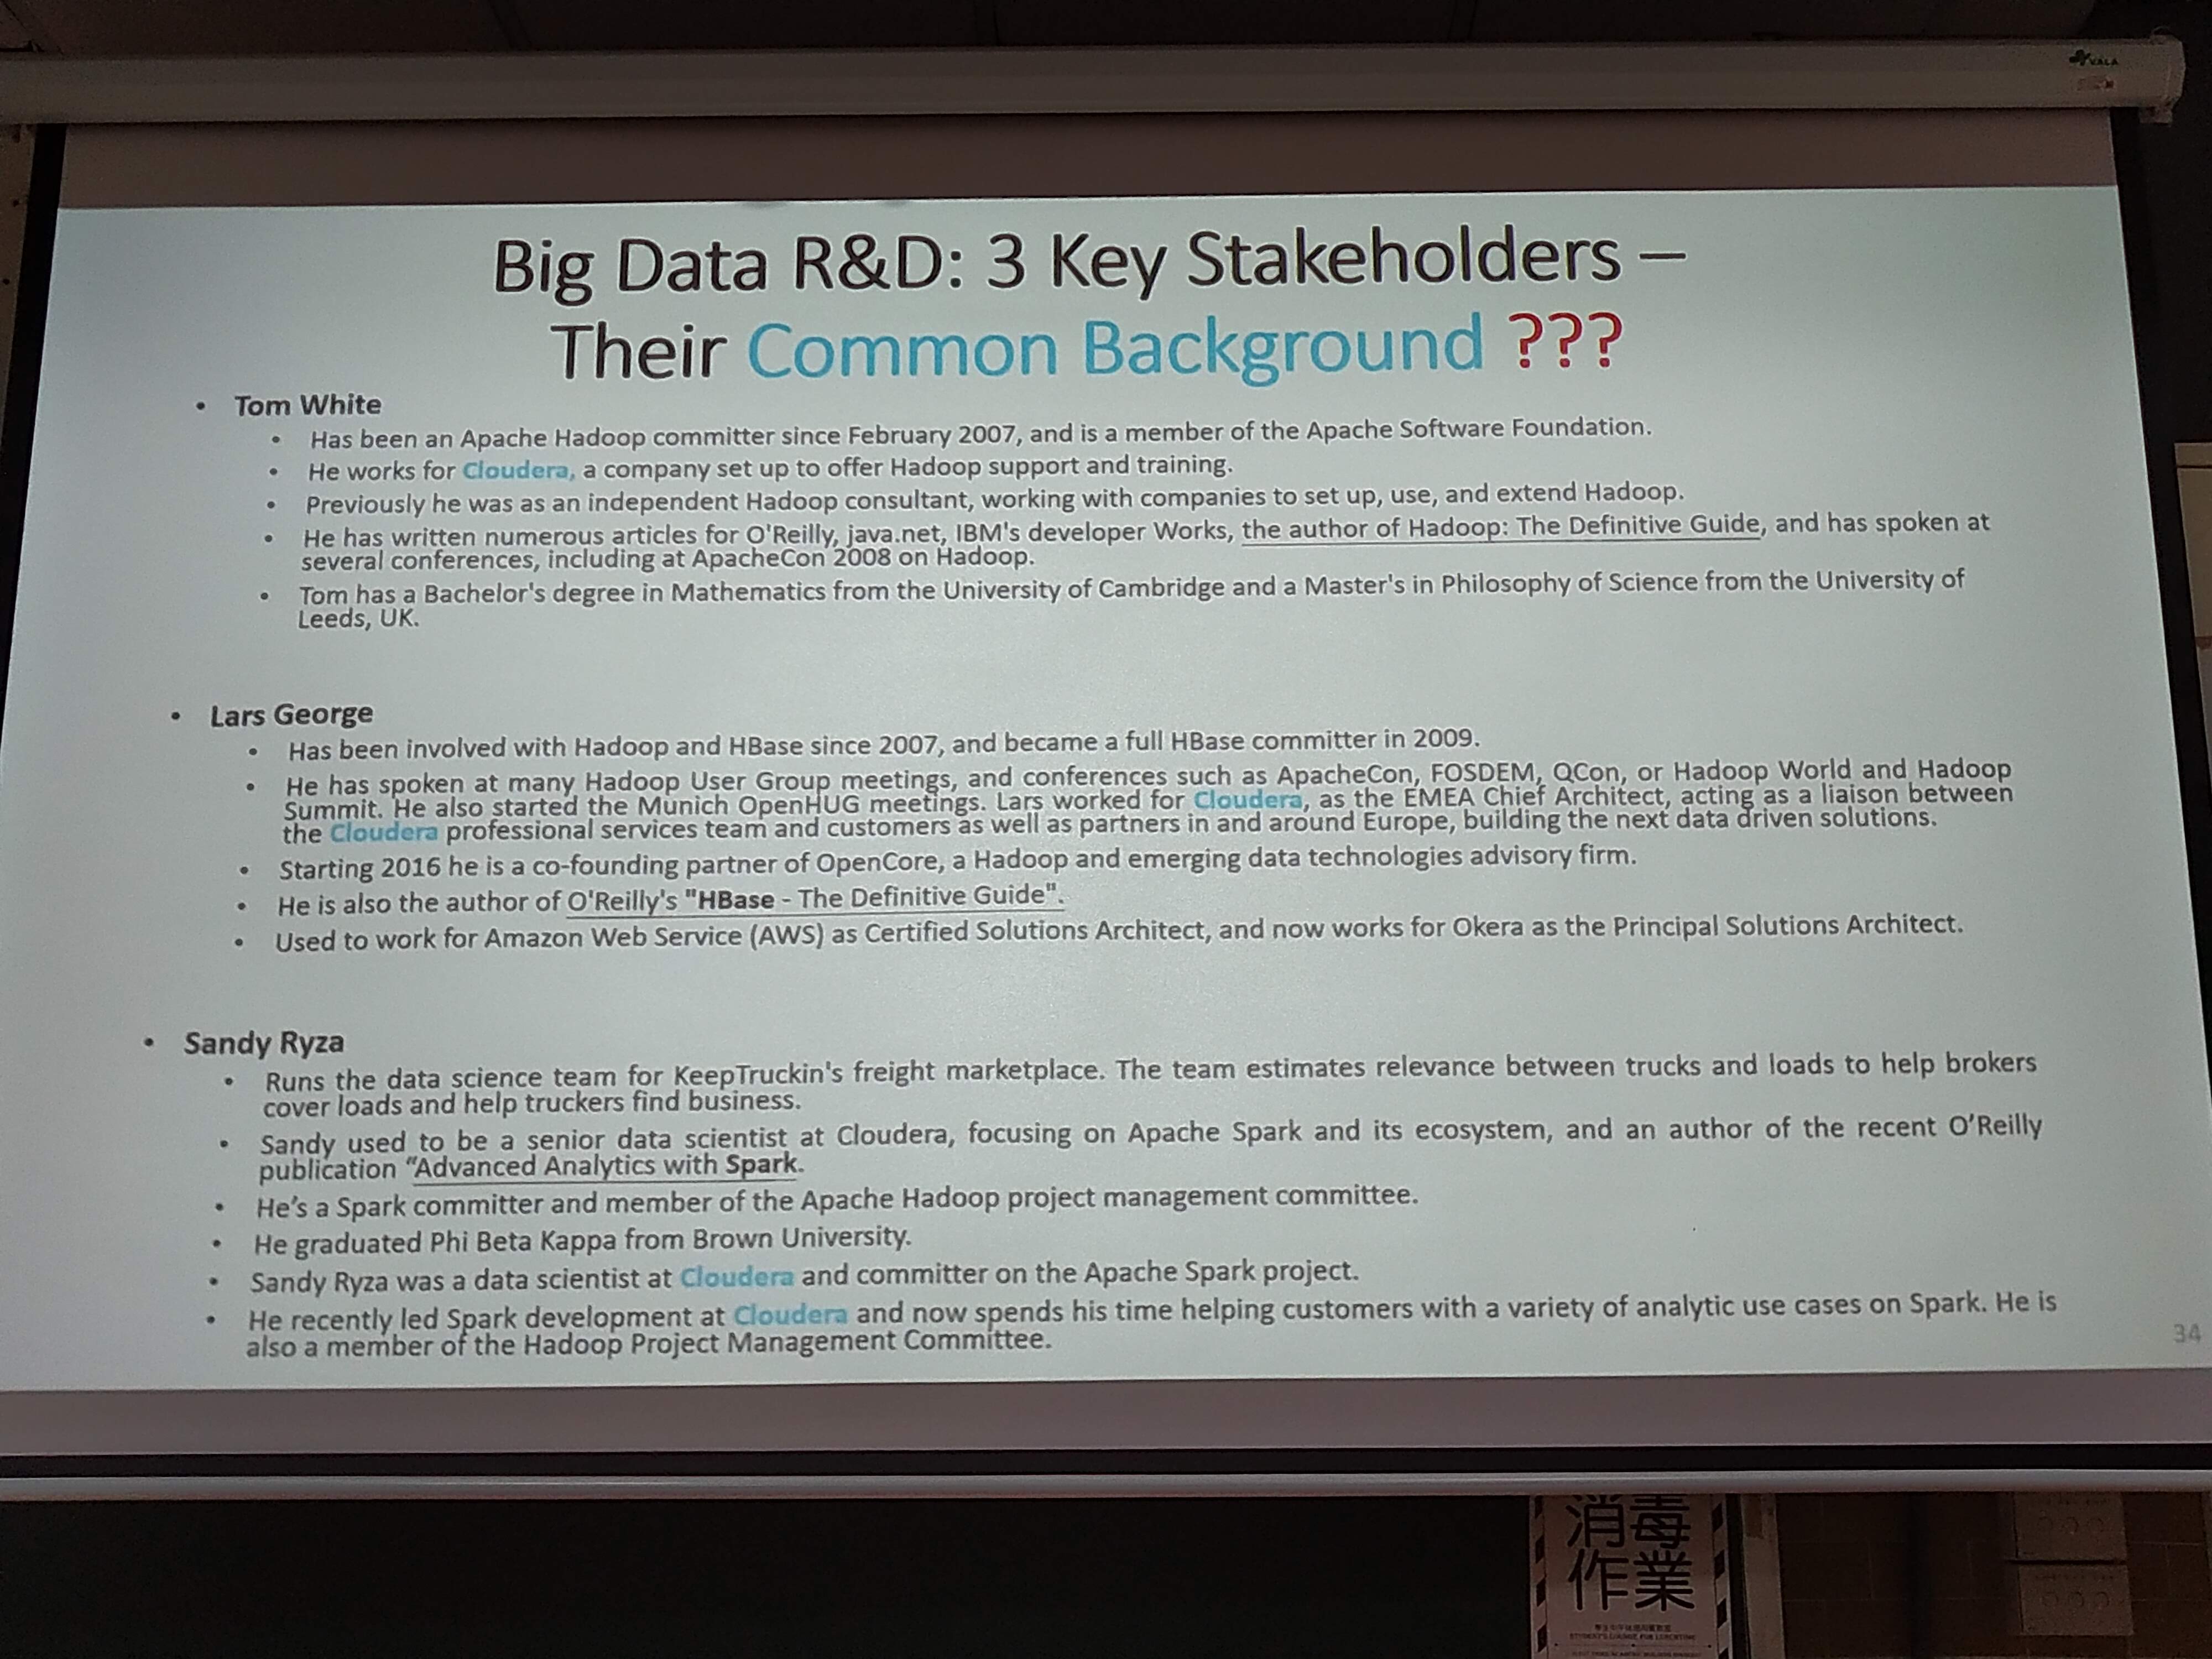 VALA
Big Data R&D: 3 Key Stakeholders –
Their Common Background ???
• Tom White
• Has been an Apache Hadoop committer since February 2007, and is a member of the Apache Software Foundation.
• He works for Cloudera, a company set up to offer Hadoop support and training.
• Previously he was as an independent Hadoop consultant, working with companies to set up, use, and extend Hadoop.
• He has written numerous articles for O'Reilly, java.net, IBM's developer Works, the author of Hadoop: The Definitive Guide, and has spoken at
several conferences, including at ApacheCon 2008 on Hadoop.
• Tom has a Bachelor's degree in Mathematics from the University of Cambridge and a Master's in Philosophy of Science from the University of
Leeds, UK.
• Lars George
• Has been involved with Hadoop and HBase since 2007, and became a full HBase committer in 2009.
• He has spoken at many Hadoop User Group meetings, and conferences such as ApacheCon, FOSDEM, QCon, or Hadoop World and Hadoop
Summit. He also started the Munich OpenHUG meetings. Lars worked for Cloudera, as the EMEA Chief Architect, acting as a liaison between
the Cloudera professional services team and customers as well as partners in and around Europe, building the next data driven solutions.
• Starting 2016 he is a co-founding partner of OpenCore, a Hadoop and emerging data technologies advisory firm.
• He is also the author of O'Reilly's "HBase - The Definitive Guide".
• Used to work for Amazon Web Service (AWS) as Certified Solutions Architect, and now works for Okera as the Principal Solutions Architect.
• Sandy Ryza
• Runs the data science team for KeepTruckin's freight marketplace. The team estimates relevance between trucks and loads to help brokers
cover loads and help truckers find business.
• Sandy used to be a senior data scientist at Cloudera, focusing on Apache Spark and its ecosystem, and an author of the recent O’Reilly
publication “Advanced Analytics with Spark.
• He’s a Spark committer and member of the Apache Hadoop project management committee.
• He graduated Phi Beta Kappa from Brown University.
• Sandy Ryza was a data scientist at Cloudera and committer on the Apache Spark project.
• He recently led Spark development at Cloudera and now spends his time helping customers with a variety of analytic use cases on Spark. He is
also a member of the Hadoop Project Management Committee.
34
消毒
作業